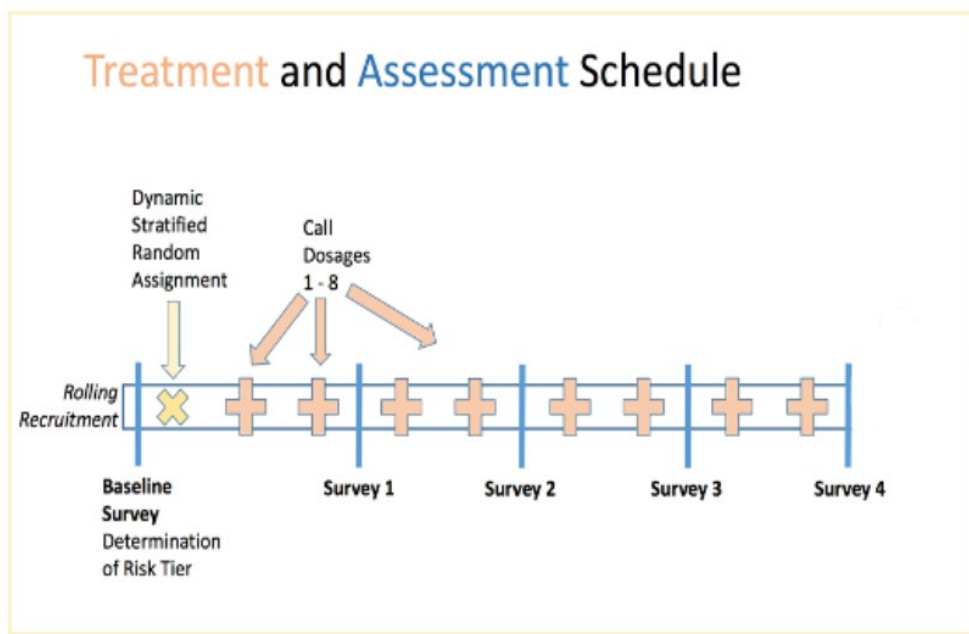 Treatment and Assessment Schedule
Dynamic
Stratified
Random
Assignment
Call
Dosages
1 - 8
Rolling
Recruitment
Baseline
Survey
Determination
of Risk Tier
Survey 1
Survey 2
Survey 3
Survey 4